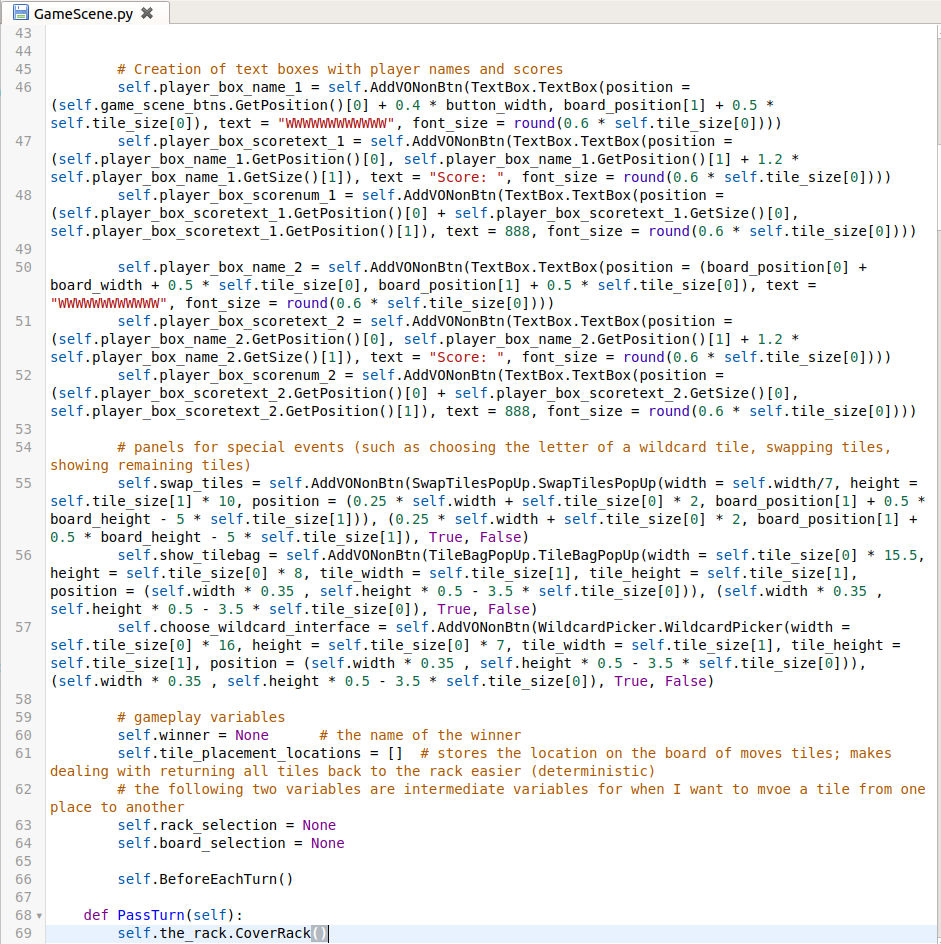 GameScene.py
43
44
45 # Creation of text boxes with player names and scores
46 self.player_box_name_1 = self.AddVONonBtn(TextBox.TextBox(position =
(self.game_scene_btns.GetPosition()[0] + 0.4 * button_width, board_position[1] + 0.5 *
self.tile_size[0]), text = "WWWWWWWWWWWW", font_size = round(0.6 * self.tile_size[0])))
47 self.player_box_scoretext_1 = self.AddVONonBtn(TextBox.TextBox(position =
(self.player_box_name_1.GetPosition()[0], self.player_box_name_1.GetPosition()[1] + 1.2 *
self.player_box_name_1.GetSize()[1]), text = "Score: ", font_size = round(0.6 * self.tile_size[0])))
48 self.player_box_scorenum_1 = self.AddVONonBtn(TextBox.TextBox(position =
(self.player_box_scoretext_1.GetPosition()[0] + self.player_box_scoretext_1.GetSize()[0],
self.player_box_scoretext_1.GetPosition()[1]), text = 888, font_size = round(0.6 * self.tile_size[0])))
49
50 self.player_box_name_2 = self.AddVONonBtn(TextBox.TextBox(position = (board_position[0] +
board_width + 0.5 * self.tile_size[0], board_position[1] + 0.5 * self.tile_size[0]), text =
"WWWWWWWWWWWW", font_size = round(0.6 * self.tile_size[0])))
51 self.player_box_scoretext_2 = self.AddVONonBtn(TextBox.TextBox(position =
(self.player_box_name_2.GetPosition()[0], self.player_box_name_2.GetPosition()[1] + 1.2 *
self.player_box_name_2.GetSize()[1]), text = "Score: ", font_size = round(0.6 * self.tile_size[0])))
52 self.player_box_scorenum_2 = self.AddVONonBtn(TextBox.TextBox(position =
(self.player_box_scoretext_2.GetPosition()[0] + self.player_box_scoretext_2.GetSize()[0],
self.player_box_scoretext_2.GetPosition()[1]), text = 888, font_size = round(0.6 * self.tile_size[0])))
53
54 # panels for special events (such as choosing the letter of a wildcard tile, swapping tiles,
showing remaining tiles)
55 self.swap_tiles = self.AddVONonBtn(SwapTilesPopUp.SwapTilesPopUp(width = self.width/7, height =
self.tile_size[1] * 10, position = (0.25 * self.width + self.tile_size[0] * 2, board_position[1] + 0.5 *
board_height - 5 * self.tile_size[1])), (0.25 * self.width + self.tile_size[0] * 2, board_position[1] +
0.5 * board_height - 5 * self.tile_size[1]), True, False)
56 self.show_tilebag = self.AddVONonBtn(TileBagPopUp.TileBagPopUp(width = self.tile_size[0] * 15.5,
height = self.tile_size[0] * 8, tile_width = self.tile_size[1], tile_height = self.tile_size[1],
position = (self.width * 0.35 , self.height * 0.5 - 3.5 * self.tile_size[0])), (self.width * 0.35 ,
self.height * 0.5 - 3.5 * self.tile_size[0]), True, False)
57 self.choose_wildcard_interface = self.AddVONonBtn(WildcardPicker.WildcardPicker(width =
self.tile_size[0] * 16, height = self.tile_size[0] * 7, tile_width = self.tile_size[1], tile_height =
self.tile_size[1], position = (self.width * 0.35 , self.height * 0.5 - 3.5 * self.tile_size[0])),
(self.width * 0.35 , self.height * 0.5 - 3.5 * self.tile_size[0]), True, False)
58
59 # gameplay variables
60 self.winner = None # the name of the winner
61 self.tile_placement_locations = [] # stores the location on the board of moves tiles; makes
dealing with returning all tiles back to the rack easier (deterministic)
62 # the following two variables are intermediate variables for when I want to mvoe a tile from one
place to another
63 self.rack_selection = None
64 self.board_selection = None
65
66 self.BeforeEachTurn()
67
68 def PassTurn(self):
69 self.the_rack.CoverRack()